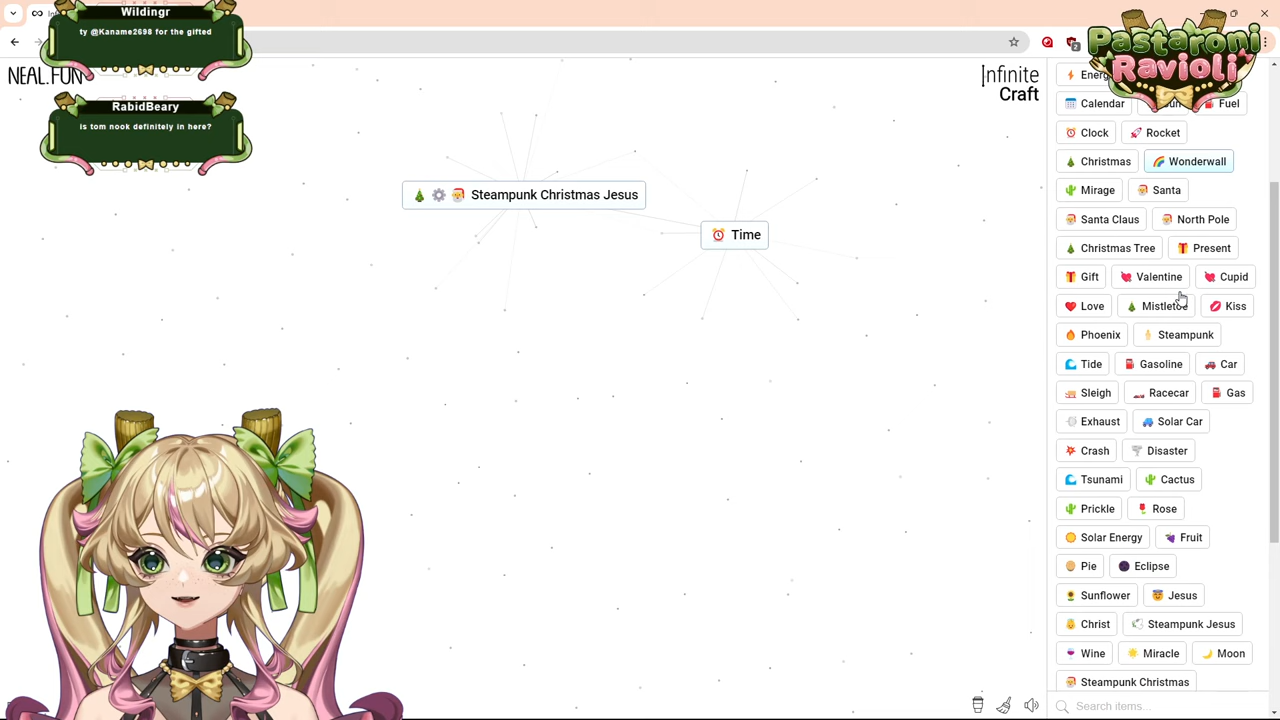 Wildingr
ty @Kaname2698 for the gifted
RabidBeary
is tom nook definitely in here?
NEAL.FUN
Infinite
Craft
Pastaroni
Ravioli
2
Steampunk Christmas Jesus
Time
Calendar
Fuel
Clock
Rocket
Christmas
Wonderwall
Mirage
Santa
Santa Claus
North Pole
Christmas Tree
Present
Gift
Valentine
Cupid
Love
Mistletoe
Kiss
Phoenix
Steampunk
Tide
Gasoline
Car
Sleigh
Racecar
Gas
Exhaust
Solar Car
Crash
Disaster
Tsunami
Cactus
Prickle
Rose
Solar Energy
Fruit
Pie
Eclipse
Sunflower
Jesus
Christ
Steampunk Jesus
Wine
Miracle
Moon
Steampunk Christmas
Search items...